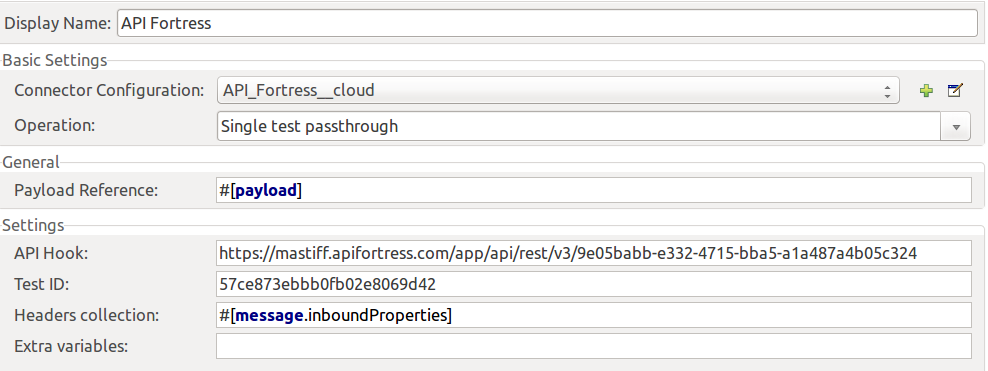 Display Name: API Fortress
Basic Settings
Connector Configuration: API_Fortress__cloud
Operation: Single test passthrough
General
Payload Reference: #[payload]
Settings
API Hook: https://mastiff.apifortress.com/app/api/rest/v3/9e05babb-e332-4715-bba5-a1a487a4b05c324
Test ID: 57ce873ebbb0fb02e8069d42
Headers collection: #[message.inboundProperties]
Extra variables: